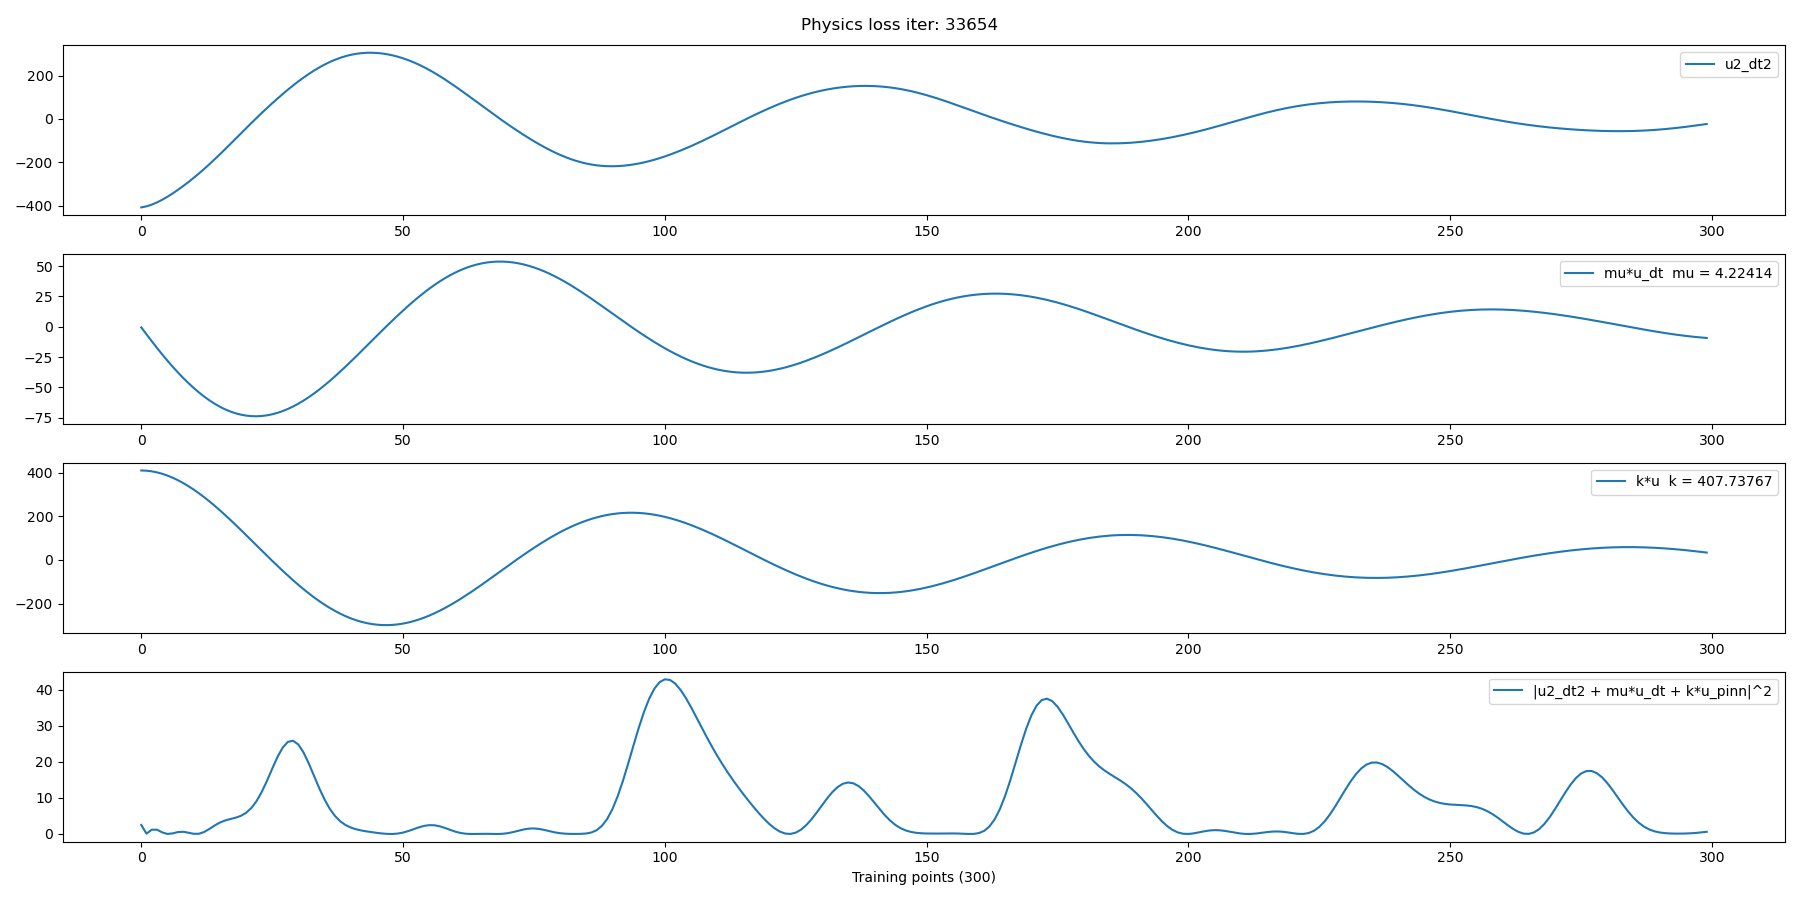 Physics loss iter: 33654
u2_dt2
200
0
−200
−400
0 50 100 150 200 250 300
mu*u_dt  mu = 4.22414
50
25
0
−25
−50
−75
0 50 100 150 200 250 300
k*u  k = 407.73767
400
200
0
−200
0 50 100 150 200 250 300
|u2_dt2 + mu*u_dt + k*u_pinn|^2
40
30
20
10
0
0 50 100 150 200 250 300
Training points (300)